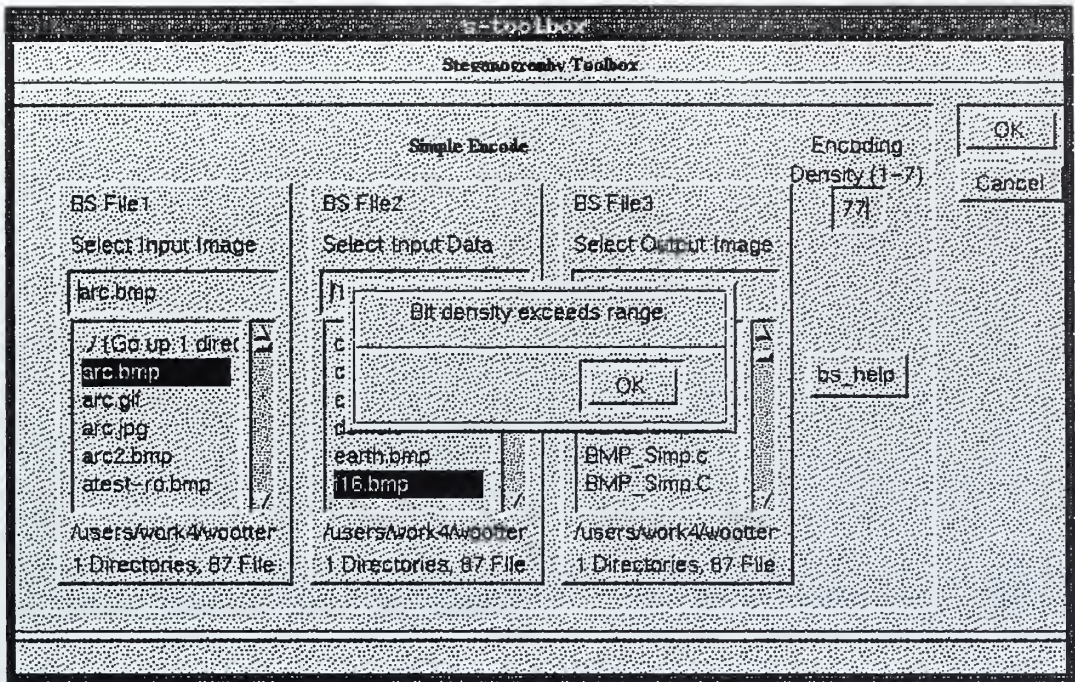 s-toolbox
Steganography Toolbox
Simple Encode
Encoding
Density (1-7)
77
OK
Cancel
BS File1
Select Input Image
arc.bmp
../ (Go up 1 direc
arc.bmp
arc.gif
arc.jpg
arc2.bmp
atest-rd.bmp
/users/work4/wootter
1 Directories, 87 File
BS File2
Select Input Data
earth.bmp
f16.bmp
/users/work4/wootter
1 Directories, 87 File
BS File3
Select Output Image
BMP_Simp.c
BMP_Simp.C
/users/work4/wootter
1 Directories, 87 File
Bit density exceeds range.
OK
bs_help